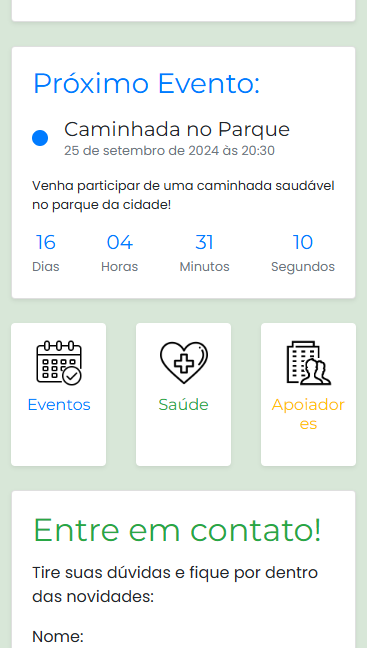 Próximo Evento:
Caminhada no Parque
25 de setembro de 2024 às 20:30
Venha participar de uma caminhada saudável
no parque da cidade!
16 04 31 10
Dias Horas Minutos Segundos
Eventos Saúde Apoiador
es
Entre em contato!
Tire suas dúvidas e fique por dentro
das novidades:
Nome: